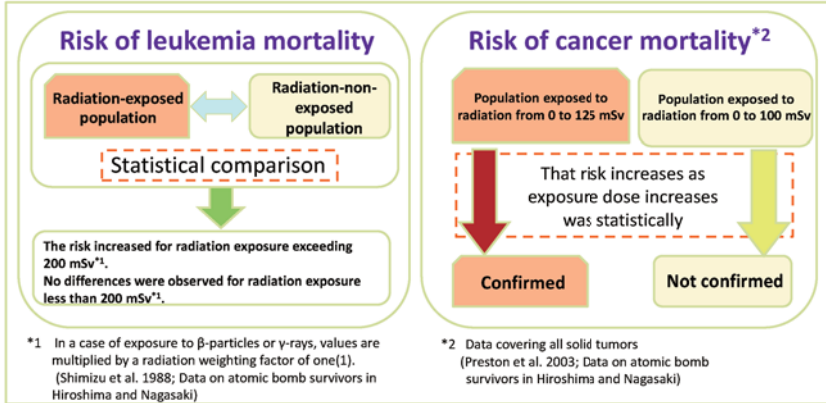 Risk of leukemia mortality
Radiation-exposed
population
Radiation-non-
exposed
population
Statistical comparison
The risk increased for radiation exposure exceeding
200 mSv*1.
No differences were observed for radiation exposure
less than 200 mSv*1.
*1 In a case of exposure to β-particles or γ-rays, values are
multiplied by a radiation weighting factor of one(1).
(Shimizu et al. 1988; Data on atomic bomb survivors in
Hiroshima and Nagasaki)
Risk of cancer mortality*2
Population exposed to
radiation from 0 to 125 mSv
Population exposed to
radiation from 0 to 100 mSv
That risk increases as
exposure dose increases
was statistically
Confirmed
Not confirmed
*2 Data covering all solid tumors
(Preston et al. 2003; Data on atomic bomb
survivors in Hiroshima and Nagasaki)